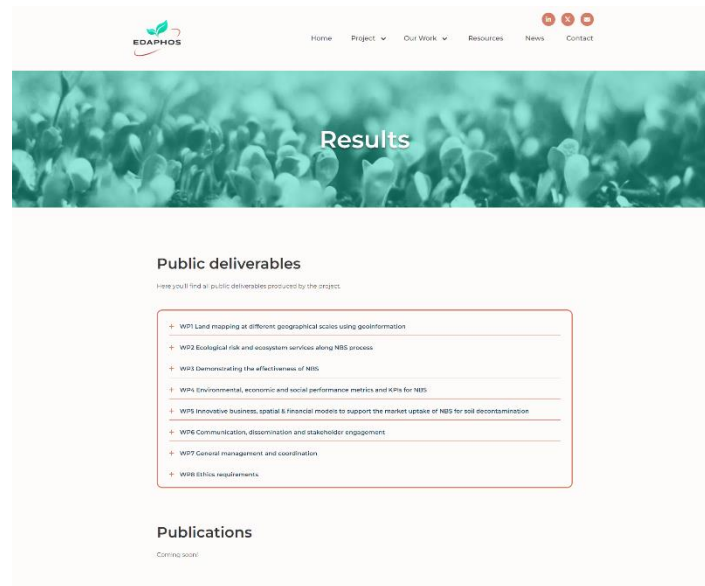 EDAPHOS
Home Project Our Work Resources News Contact
Results
Public deliverables
Here you'll find all public deliverables produced by the project.
+ WP1 Land mapping at different geographical scales using geoinformation
+ WP2 Ecological risk and ecosystem services along NBS process
+ WP3 Demonstrating the effectiveness of NBS
+ WP4 Environmental, economic and social performance metrics and KPIs for NBS
+ WP5 Innovative business, spatial & financial models to support the market uptake of NBS for soil decontamination
+ WP6 Communication, dissemination and stakeholder engagement
+ WP7 General management and coordination
+ WP8 Ethics requirements
Publications
Coming soon!